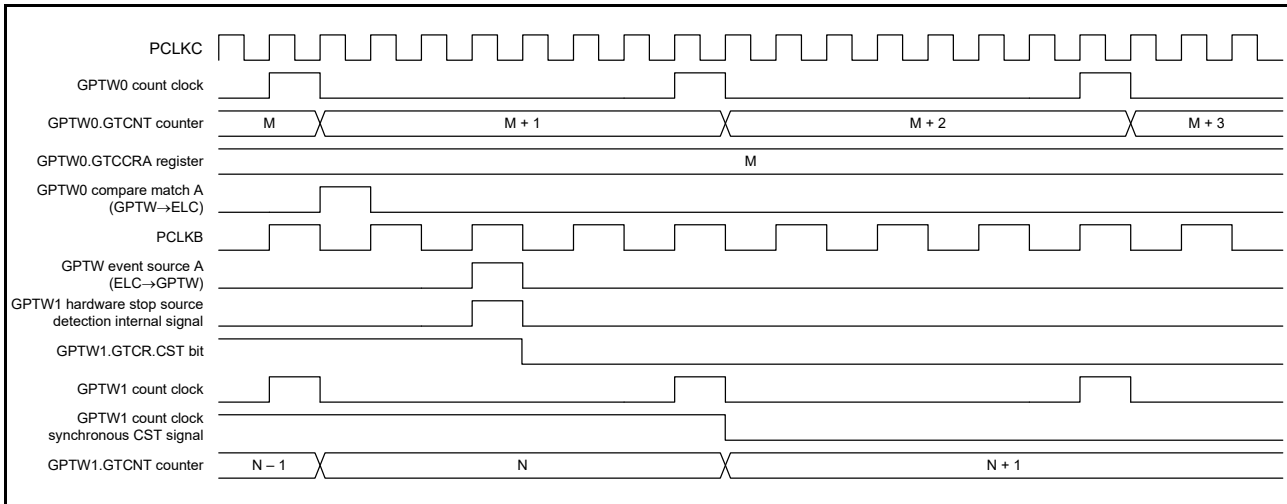 PCLKC
GPTW0 count clock
GPTW0.GTCNT counter
M
M + 1
M + 2
M + 3
GPTW0.GTCCRA register
M
GPTW0 compare match A
(GPTW→ELC)
PCLKB
GPTW event source A
(ELC→GPTW)
GPTW1 hardware stop source
detection internal signal
GPTW1.GTCR.CST bit
GPTW1 count clock
GPTW1 count clock
synchronous CST signal
GPTW1.GTCNT counter
N – 1
N
N + 1